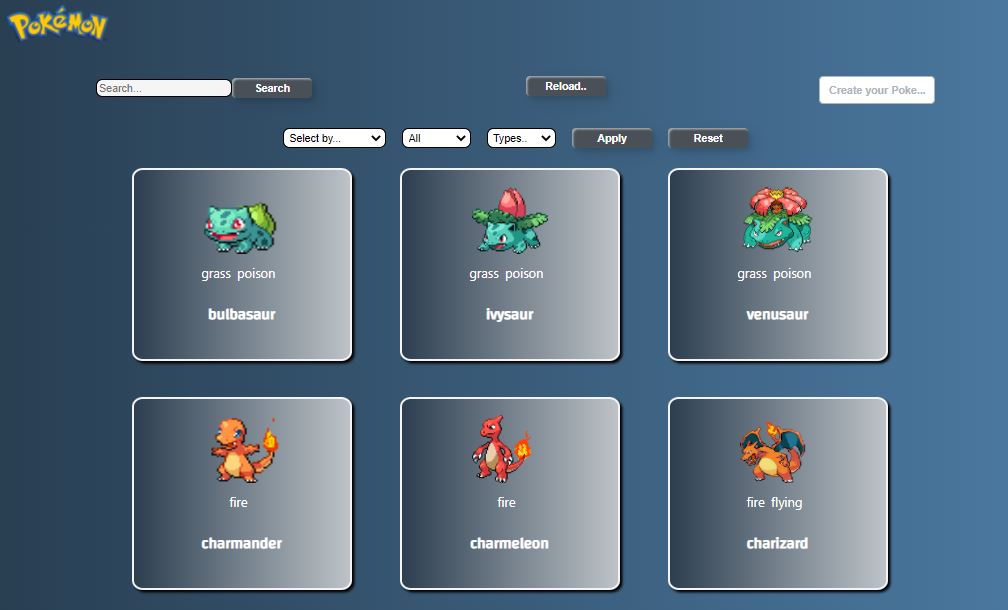 Pokémon
Search... Search Reload.. Create your Poke...
Select by... All Types.. Apply Reset
grass poison grass poison grass poison
bulbasaur ivysaur venusaur
fire fire fire flying
charmander charmeleon charizard